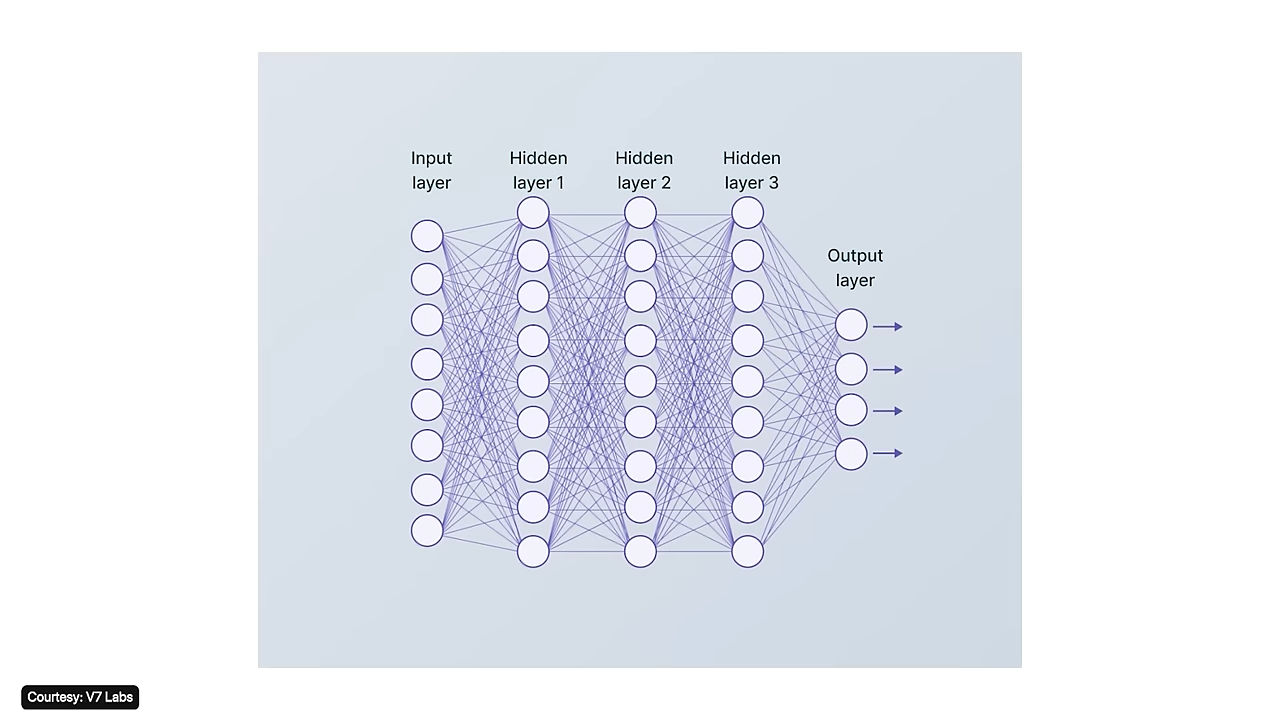 Input
layer
Hidden
layer 1
Hidden
layer 2
Hidden
layer 3
Output
layer
Courtesy: V7 Labs